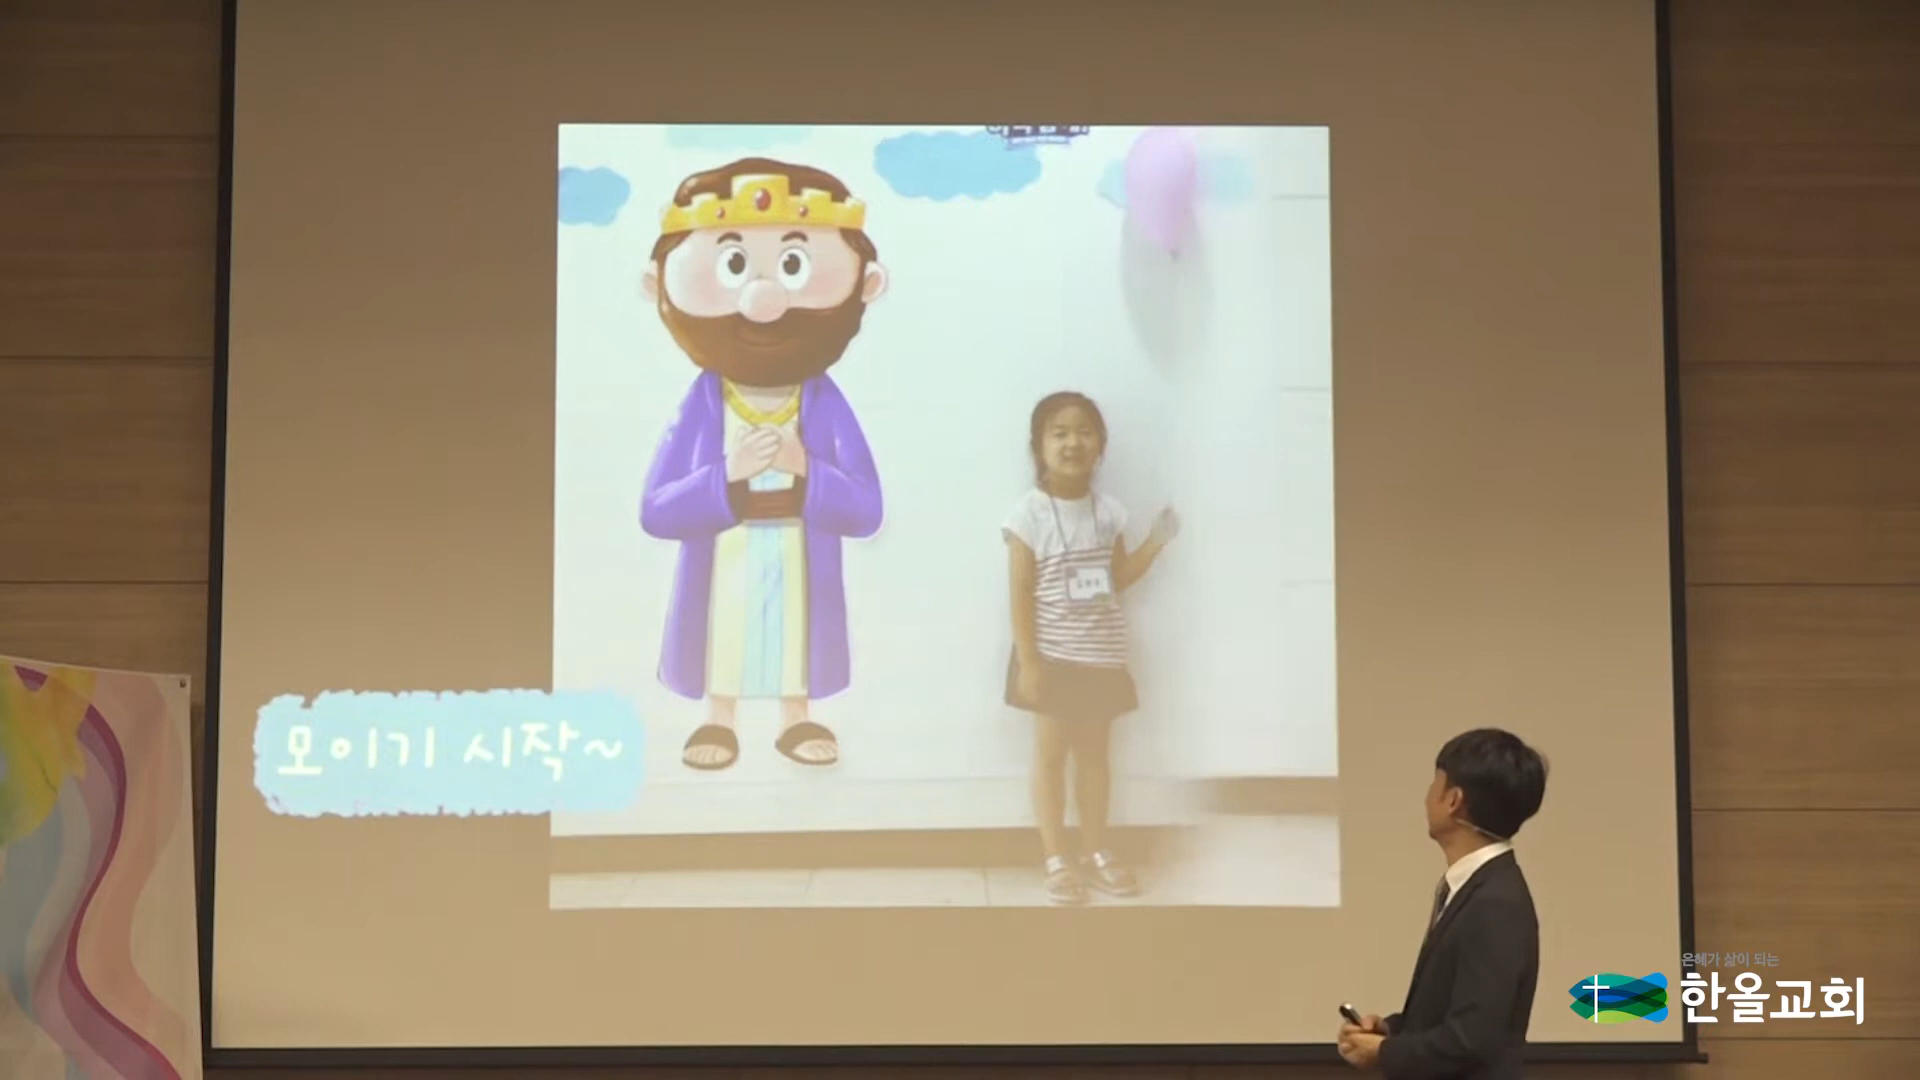 모이기 시작~
은혜가 삶이 되는
한울교회